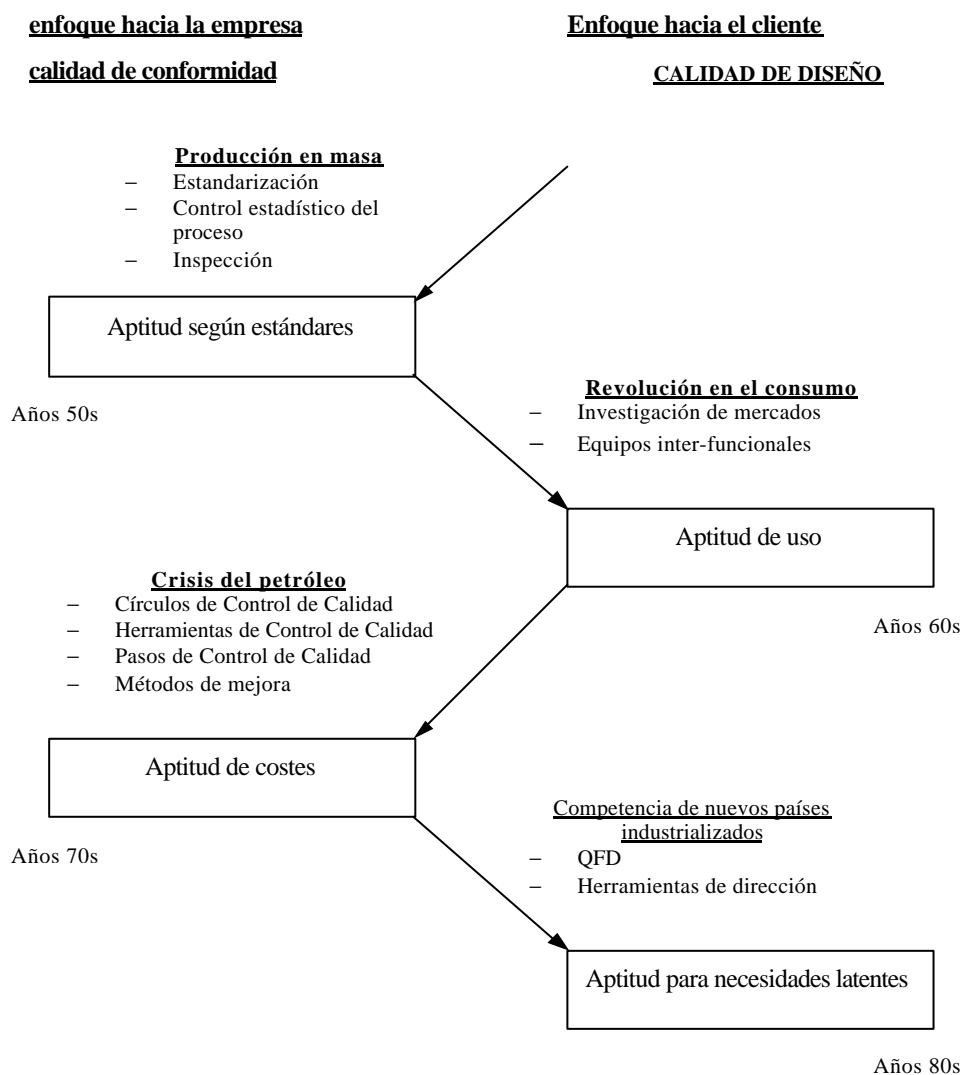 enfoque hacia la empresa
Enfoque hacia el cliente
calidad de conformidad
CALIDAD DE DISEÑO
Producción en masa
– Estandarización
– Control estadístico del
proceso
– Inspección
Aptitud según estándares
Años 50s
Revolución en el consumo
– Investigación de mercados
– Equipos inter-funcionales
Aptitud de uso
Años 60s
Crisis del petróleo
– Círculos de Control de Calidad
– Herramientas de Control de Calidad
– Pasos de Control de Calidad
– Métodos de mejora
Aptitud de costes
Años 70s
Competencia de nuevos países
industrializados
– QFD
– Herramientas de dirección
Aptitud para necesidades latentes
Años 80s